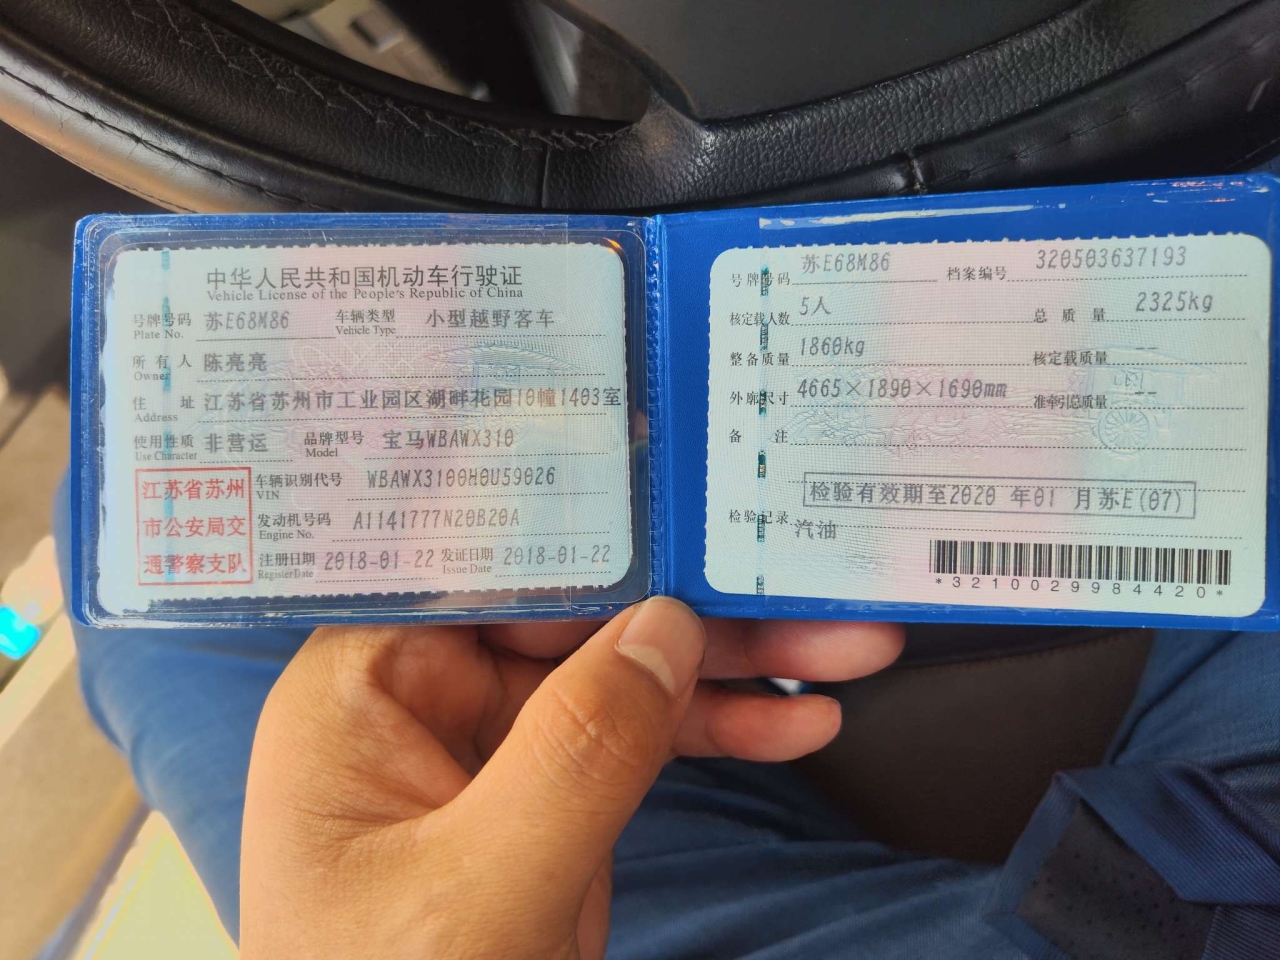 中华人民共和国机动车行驶证
Vehicle License of the People's Republic of China
号牌号码 苏E68M86 车辆类型 小型越野客车
Plate No. Vehicle Type
所有人 陈亮亮
Owner
住址 江苏省苏州市工业园区湖畔花园10幢1403室
Address
使用性质 非营运 品牌型号 宝马WBAWX310
Use Character Model
江苏省苏州
市公安局交
通警察支队
车辆识别代号 WBAWX3100H0U59026
VIN
发动机号码 A1141777N20B20A
Engine No.
注册日期 2018-01-22 发证日期 2018-01-22
Register Date Issue Date
号牌号码 苏E68M86 档案编号 320503637193
核定载人数 5人 总质量 2325kg
整备质量 1860kg 核定载质量 --
外廓尺寸 4665×1890×1690mm 准牵引总质量 --
备注
检验有效期至2020 年01 月苏E(07)
检验记录
汽油
*3210029984420*